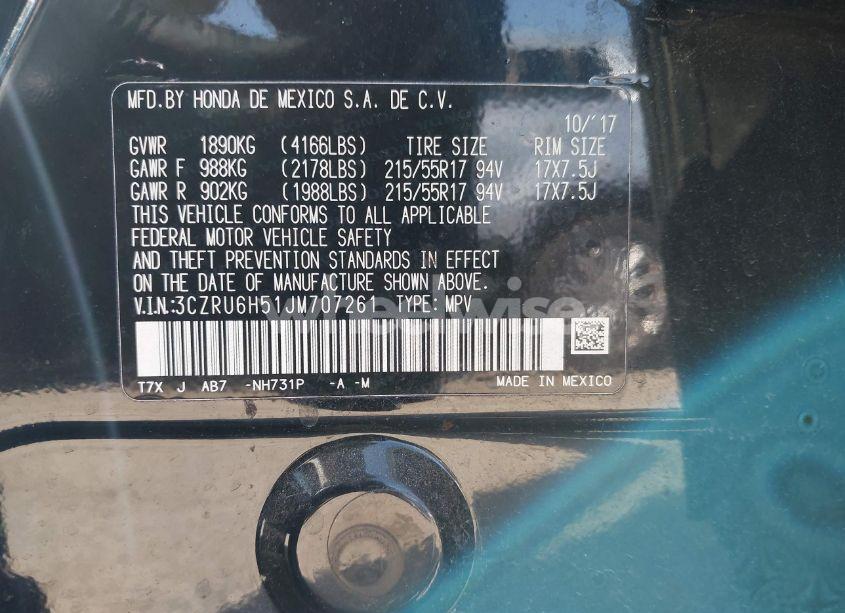 MFD.BY HONDA DE MEXICO S.A. DE C.V.
10/'17
GVWR 1890KG (4166LBS) TIRE SIZE RIM SIZE
GAWR F 988KG (2178LBS) 215/55R17 94V 17X7.5J
GAWR R 902KG (1988LBS) 215/55R17 94V 17X7.5J
THIS VEHICLE CONFORMS TO ALL APPLICABLE
FEDERAL MOTOR VEHICLE SAFETY
AND THEFT PREVENTION STANDARDS IN EFFECT
ON THE DATE OF MANUFACTURE SHOWN ABOVE.
V.I.N:3CZRU6H51JM707261 TYPE:MPV
T7X J AB7 -NH731P -A -M MADE IN MEXICO